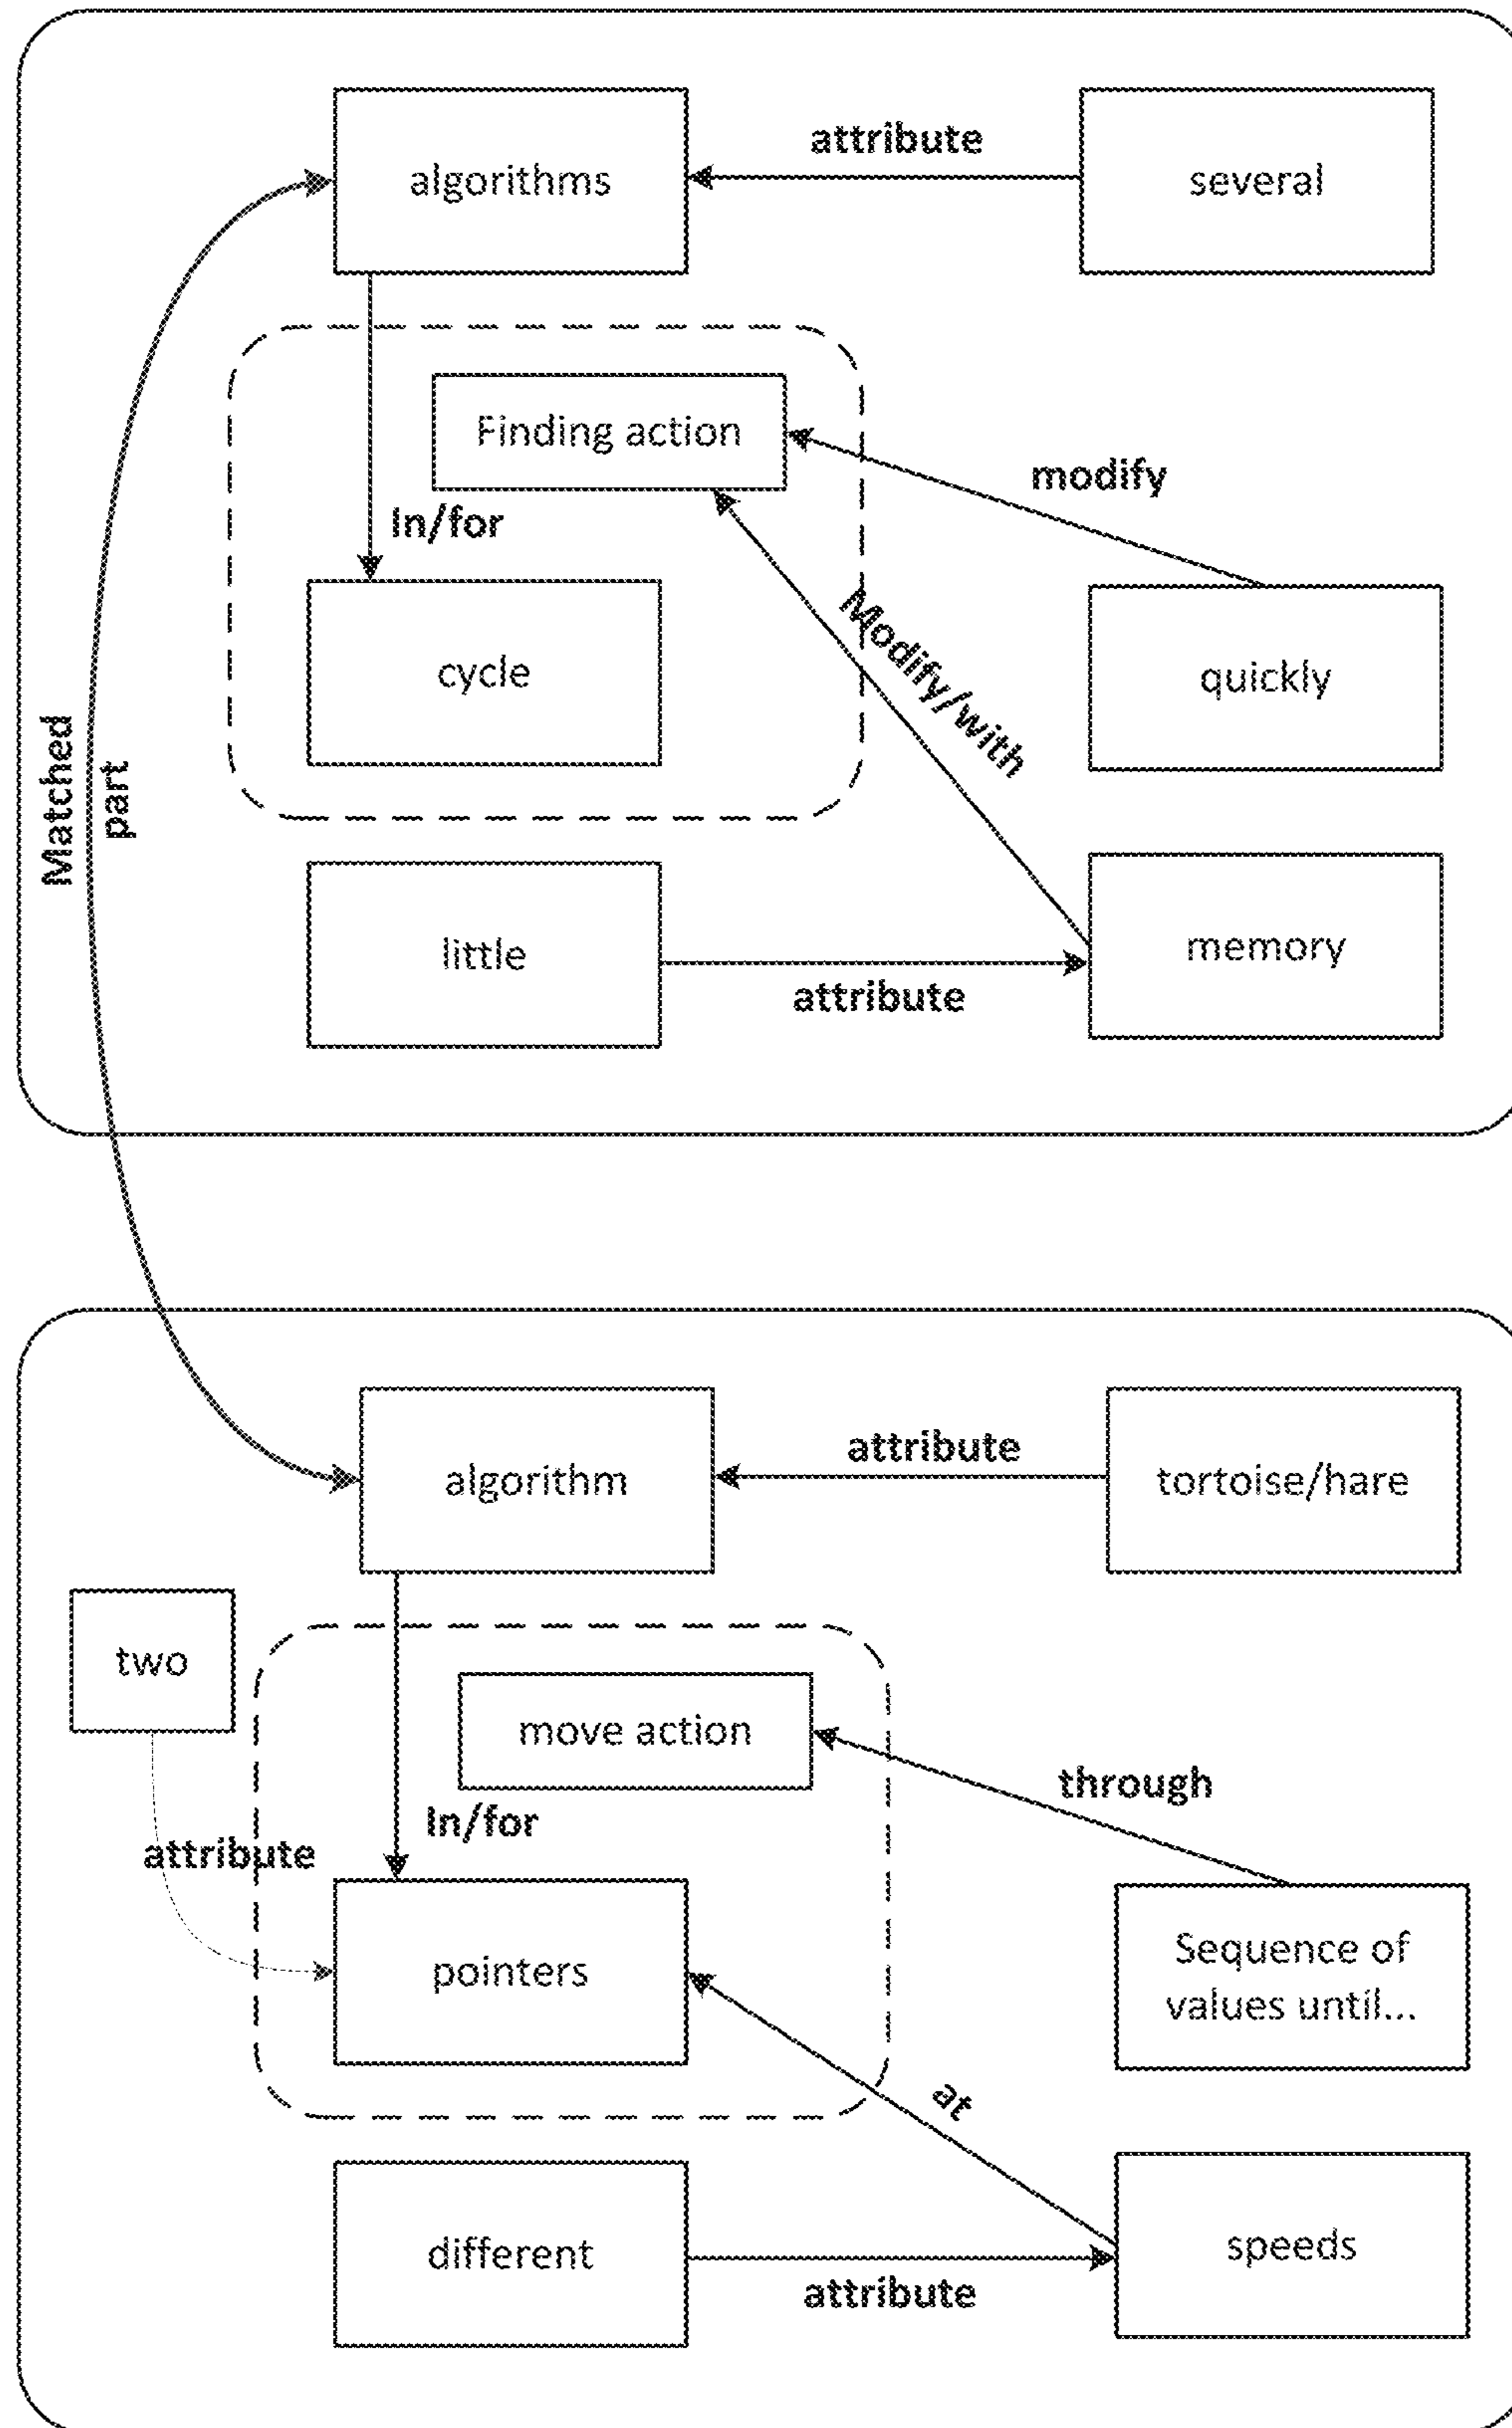 attribute
algorithms
several
Finding action
modify
In/for
Modify/with
cycle
quickly
Matched
part
little
memory
attribute
attribute
algorithm
tortoise/hare
two
move action
through
In/for
attribute
Sequence of
values until...
pointers
at
different
speeds
attribute